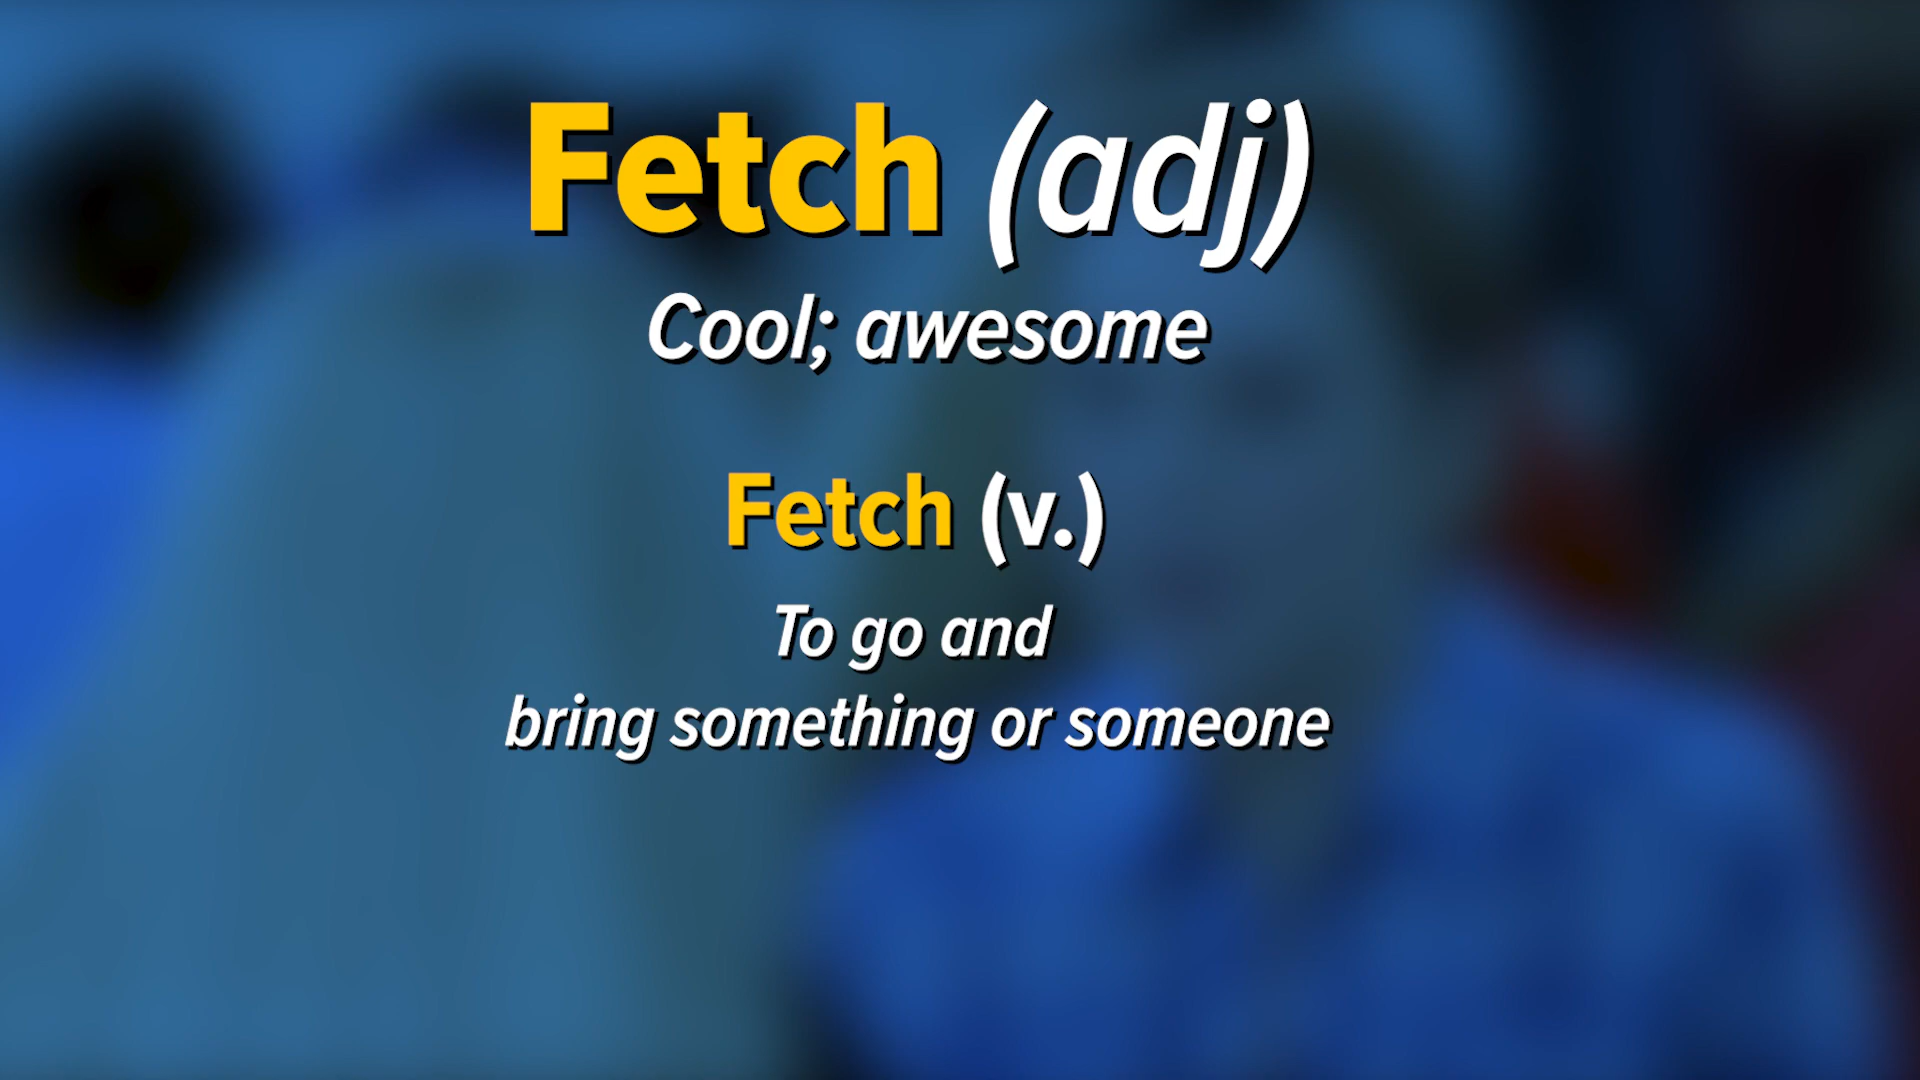 Fetch (adj)
Cool; awesome
Fetch (v.)
To go and
bring something or someone